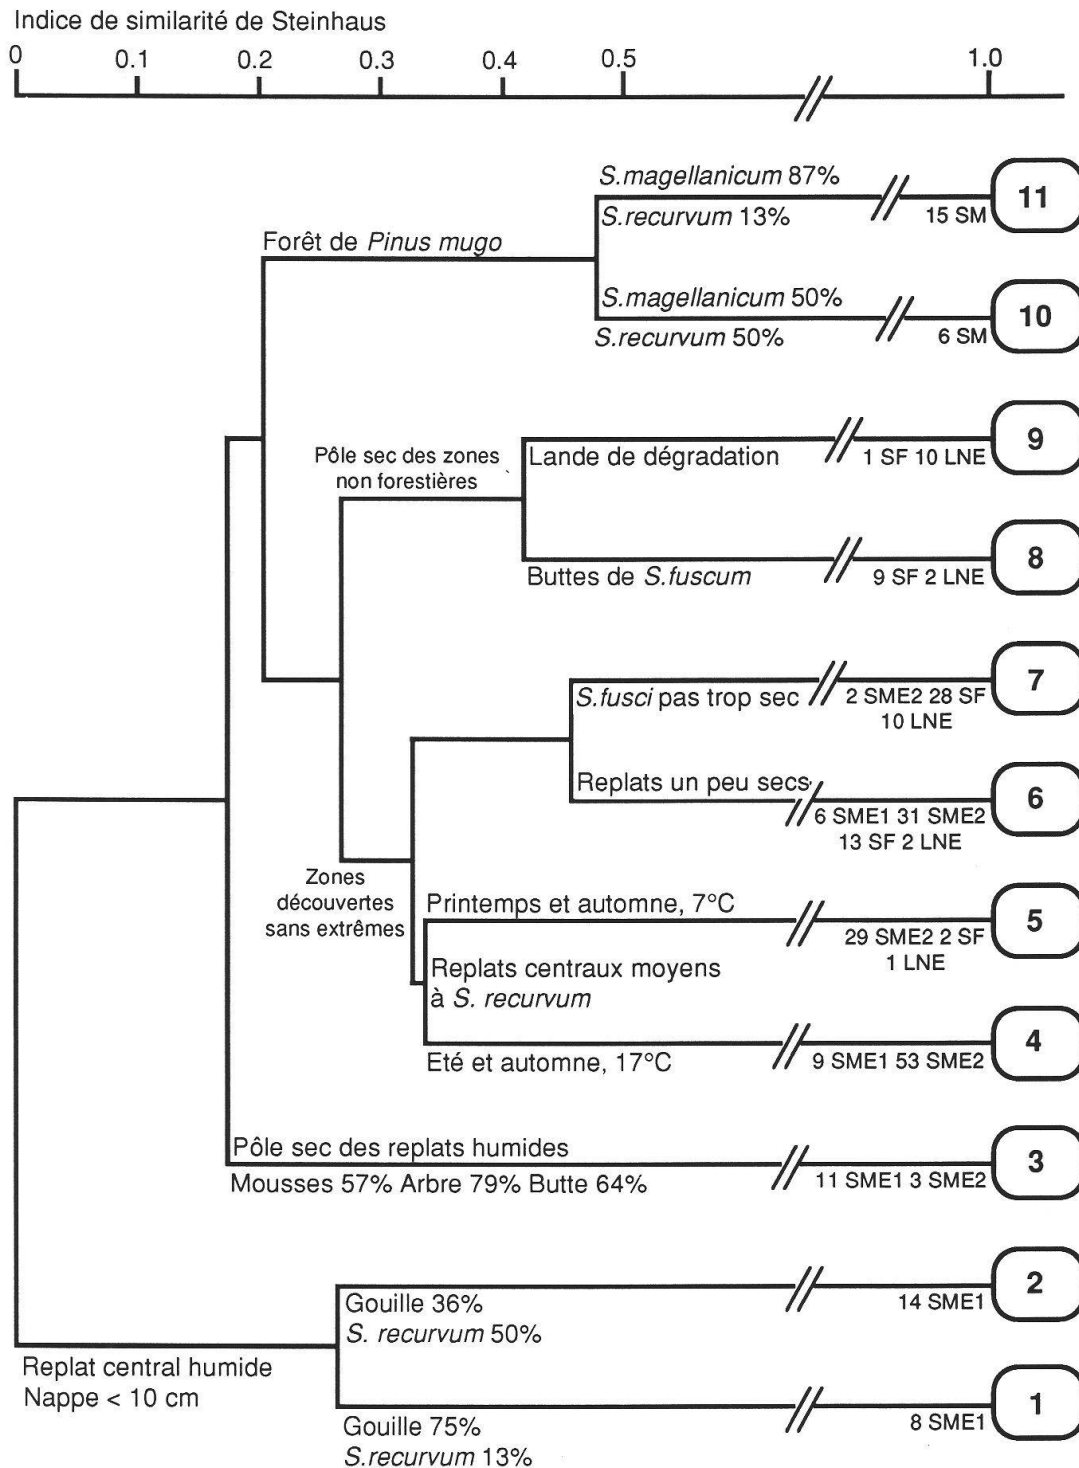 Indice de similarité de Steinhaus
0 0.1 0.2 0.3 0.4 0.5 1.0
S.magellanicum 87%
S.recurvum 13%
15 SM
11
Forêt de Pinus mugo
S.magellanicum 50%
S.recurvum 50%
6 SM
10
Pôle sec des zones
non forestières
Lande de dégradation
1 SF 10 LNE
9
Buttes de S.fuscum
9 SF 2 LNE
8
S.fusci pas trop sec
2 SME2 28 SF
10 LNE
7
Replats un peu secs
6 SME1 31 SME2
13 SF 2 LNE
6
Zones
découvertes
sans extrêmes
Printemps et automne, 7°C
29 SME2 2 SF
1 LNE
5
Replats centraux moyens
à S. recurvum
Eté et automne, 17°C
9 SME1 53 SME2
4
Pôle sec des replats humides
Mousses 57% Arbre 79% Butte 64%
11 SME1 3 SME2
3
Gouille 36%
S. recurvum 50%
14 SME1
2
Replat central humide
Nappe < 10 cm
Gouille 75%
S.recurvum 13%
8 SME1
1